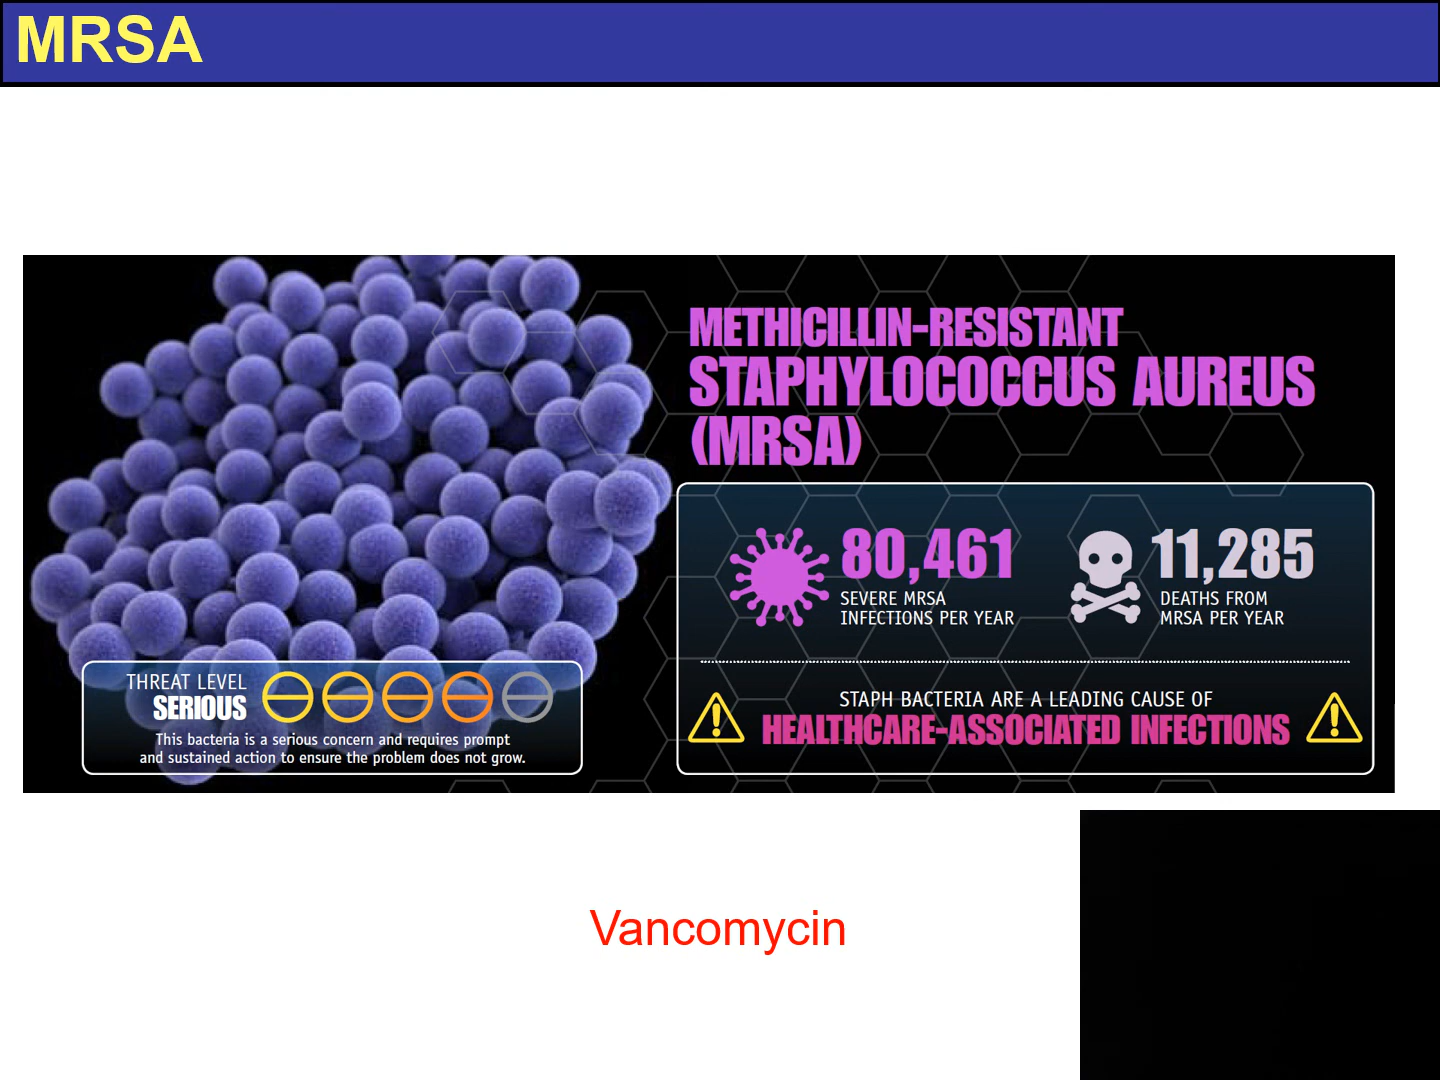 MRSA
METHICILLIN-RESISTANT
STAPHYLOCOCCUS AUREUS
(MRSA)
80,461
SEVERE MRSA
INFECTIONS PER YEAR
11,285
DEATHS FROM
MRSA PER YEAR
THREAT LEVEL
SERIOUS
This bacteria is a serious concern and requires prompt
and sustained action to ensure the problem does not grow.
STAPH BACTERIA ARE A LEADING CAUSE OF
HEALTHCARE-ASSOCIATED INFECTIONS
Vancomycin